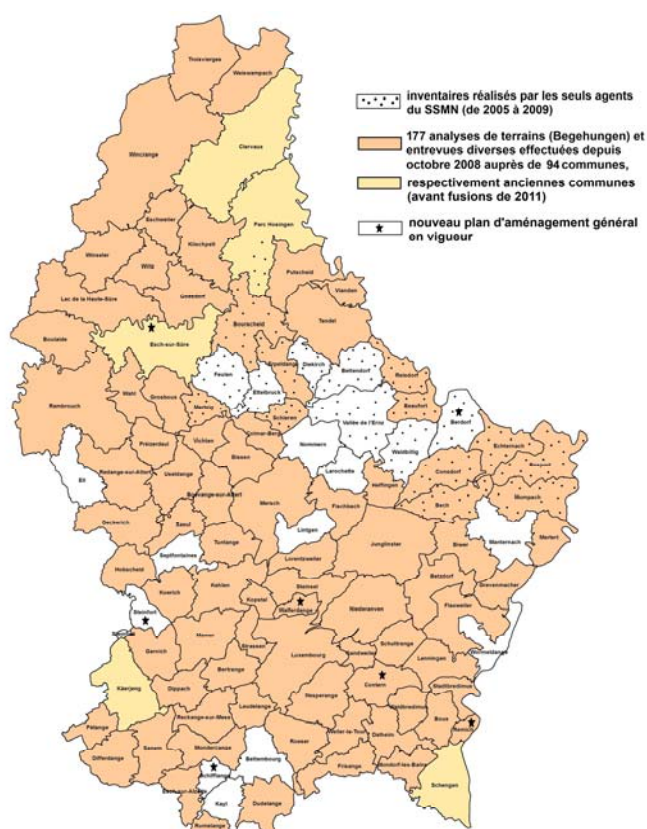 inventaires réalisés par les seuls agents
du SSMN (de 2005 à 2009)
177 analyses de terrains (Begehungen) et
entrevues diverses effectuées depuis
octobre 2008 auprès de 94 communes,
respectivement anciennes communes
(avant fusions de 2011)
nouveau plan d'aménagement général
en vigueur
Troisvierges
Weiswampach
Clervaux
Wincrange
Parc Hosingen
Eschweiler
Kiischpelt
Winseler
Wiltz
Putscheid
Lac de la Haute-Sûre
Goesdorf
Vianden
Bourscheid
Tandel
Boulaide
Esch-sur-Sûre
Feulen
Diekirch
Bettendorf
Reisdorf
Ettelbruck
Beaufort
Berdorf
Rambrouch
Wahl
Grosbous
Mertzig
Schieren
Vallée de l'Ernz
Echternach
Colmar-Berg
Waldbillig
Préizerdaul
Vichten
Bissen
Nommern
Consdorf
Ell
Redange-sur-Attert
Useldange
Larochette
Heffingen
Bech
Mompach
Boevange-sur-Attert
Mersch
Fischbach
Beckerich
Saeul
Lintgen
Junglinster
Biwer
Manternach
Mertert
Tuntange
Septfontaines
Lorentzweiler
Hobscheid
Betzdorf
Grevenmacher
Koerich
Kehlen
Kopstal
Steinsel
Walferdange
Niederanven
Flaxweiler
Steinfort
Mamer
Strassen
Wormeldange
Garnich
Luxembourg
Sandweiler
Schuttrange
Lenningen
Bertrange
Contern
Stadtbredimus
Käerjeng
Dippach
Leudelange
Hesperange
Waldbredimus
Bous
Remich
Reckange-sur-Mess
Pétange
Weiler-la-Tour
Dalheim
Differdange
Sanem
Mondercange
Roeser
Bettembourg
Frisange
Mondorf-les-Bains
Schifflange
Schengen
Esch-sur-Alzette
Kayl
Dudelange
Rumelange